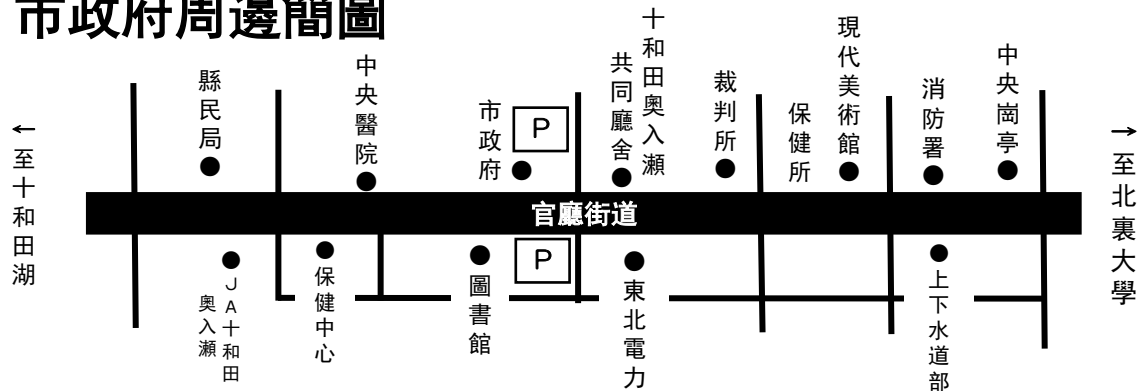 市政府周邊簡圖
←至十和田湖
縣民局
中央醫院
市政府
P
共同廳舍
十和田奧入瀨
裁判所
保健所
現代美術館
消防署
中央崗亭
→至北裏大學
官廳街道
JA十和田
奧入瀨
保健中心
圖書館
P
東北電力
上下水道部